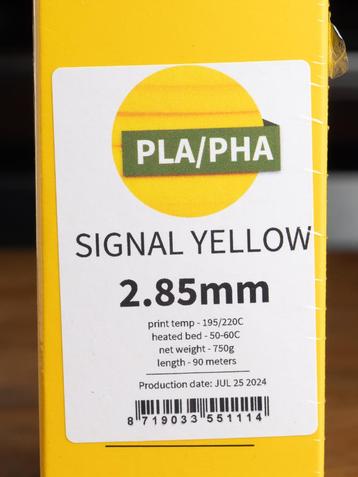 PLA/PHA
SIGNAL YELLOW
2.85mm
print temp - 195/220C
heated bed - 50-60C
net weight - 750g
length - 90 meters
Production date: JUL 25 2024
8 719033 551114